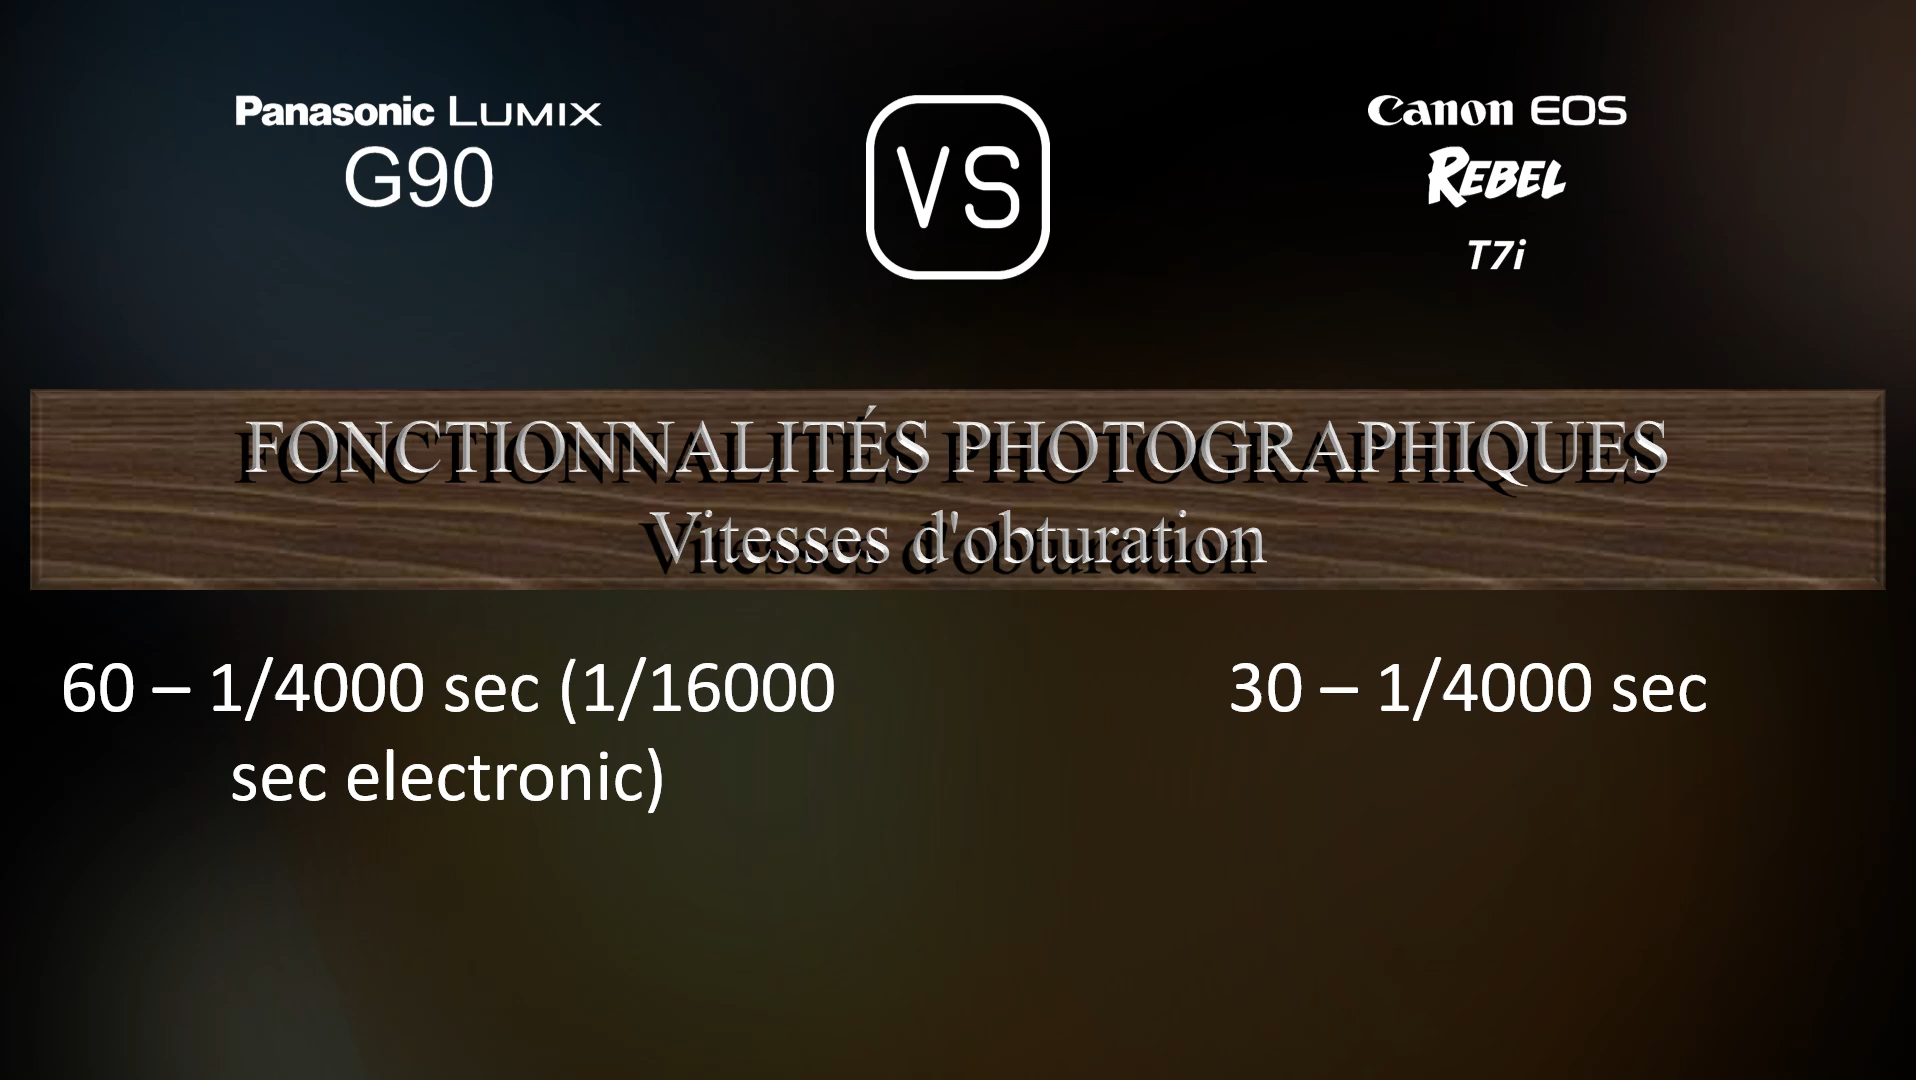 Panasonic LUMIX
G90
VS
Canon EOS
REBEL
T7i
FONCTIONNALITÉS PHOTOGRAPHIQUES
Vitesses d'obturation
60 – 1/4000 sec (1/16000
sec electronic)
30 – 1/4000 sec